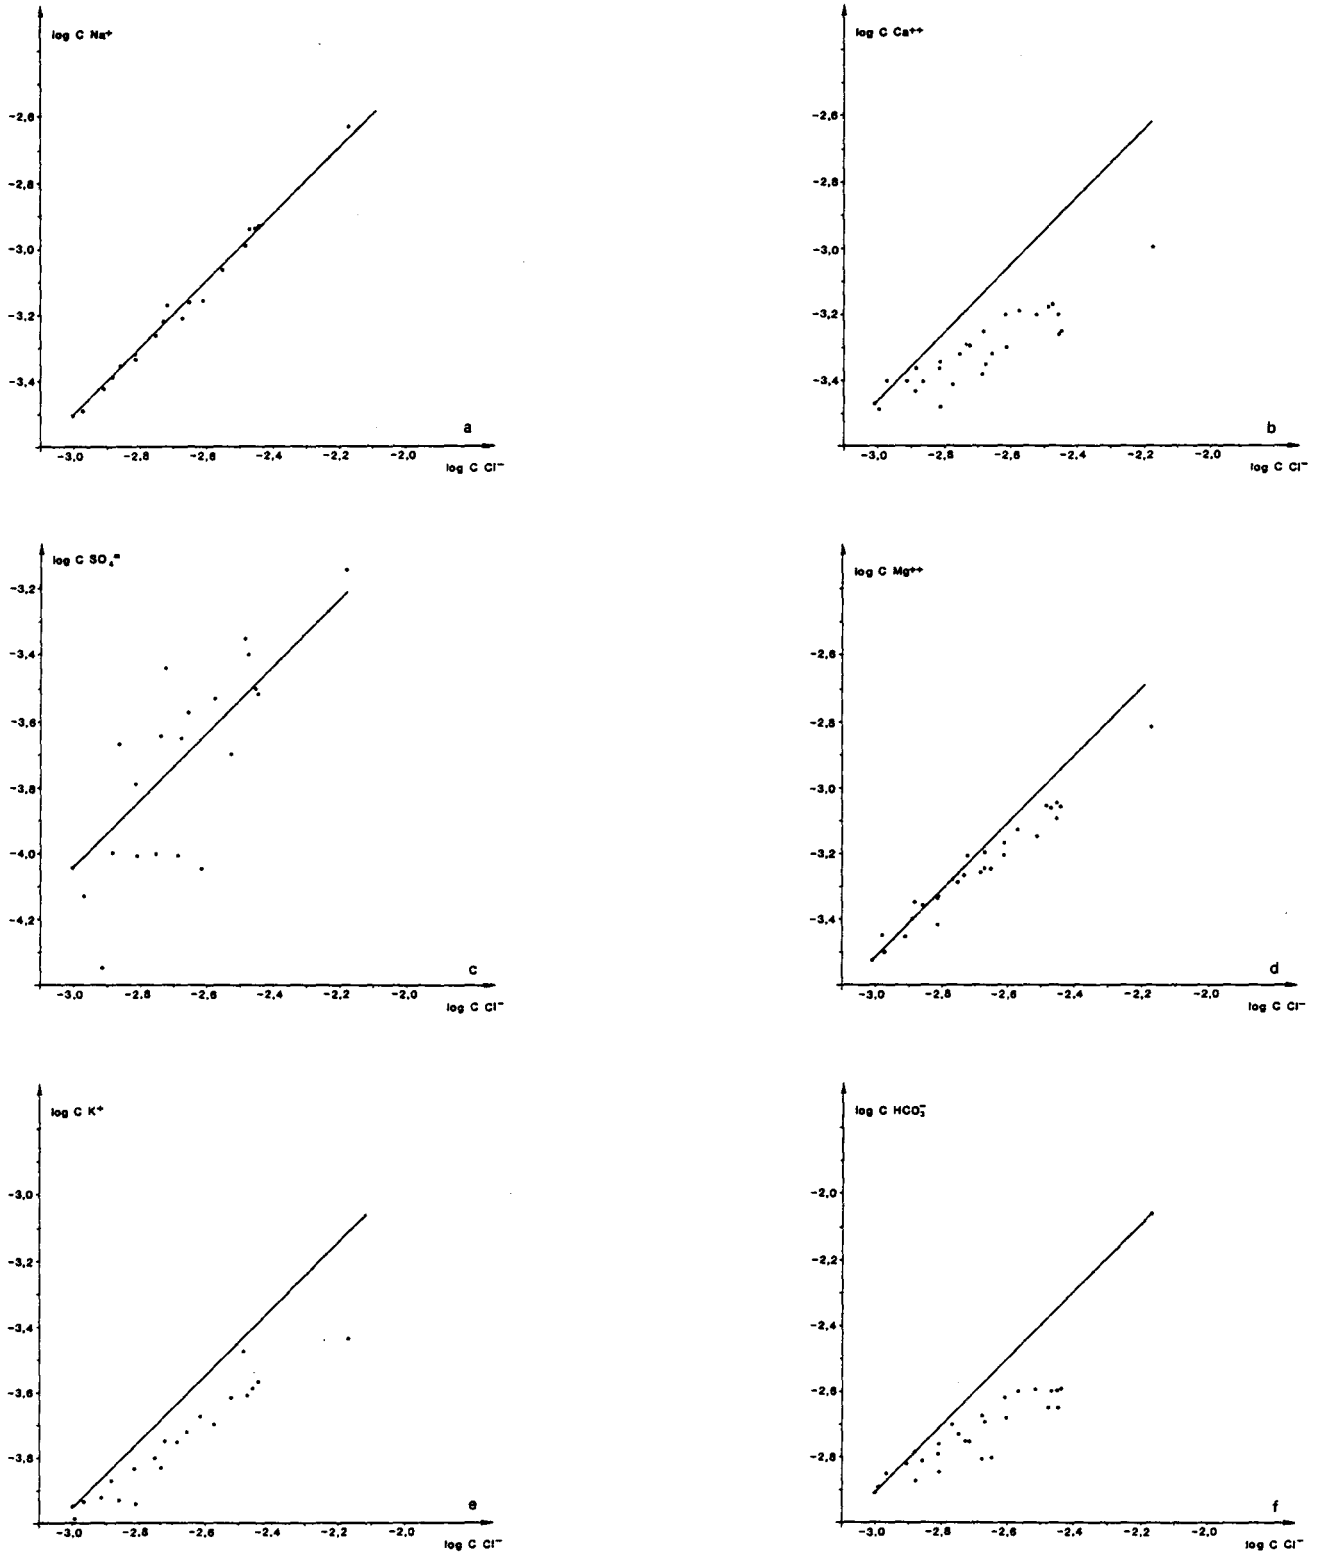 log C Na⁺
-2,6
-2,8
-3,0
-3,2
-3,4
-3,0 -2,8 -2,6 -2,4 -2,2 -2,0
log C Cl⁻
a
log C Ca⁺⁺
-2,6
-2,8
-3,0
-3,2
-3,4
-3,0 -2,8 -2,6 -2,4 -2,2 -2,0
log C Cl⁻
b
log C SO₄⁼
-3,2
-3,4
-3,6
-3,8
-4,0
-4,2
-3,0 -2,8 -2,6 -2,4 -2,2 -2,0
log C Cl⁻
c
log C Mg⁺⁺
-2,6
-2,8
-3,0
-3,2
-3,4
-3,0 -2,8 -2,6 -2,4 -2,2 -2,0
log C Cl⁻
d
log C K⁺
-3,0
-3,2
-3,4
-3,6
-3,8
-3,0 -2,8 -2,6 -2,4 -2,2 -2,0
log C Cl⁻
e
log C HCO₃⁻
-2,0
-2,2
-2,4
-2,6
-2,8
-3,0 -2,8 -2,6 -2,4 -2,2 -2,0
log C Cl⁻
f